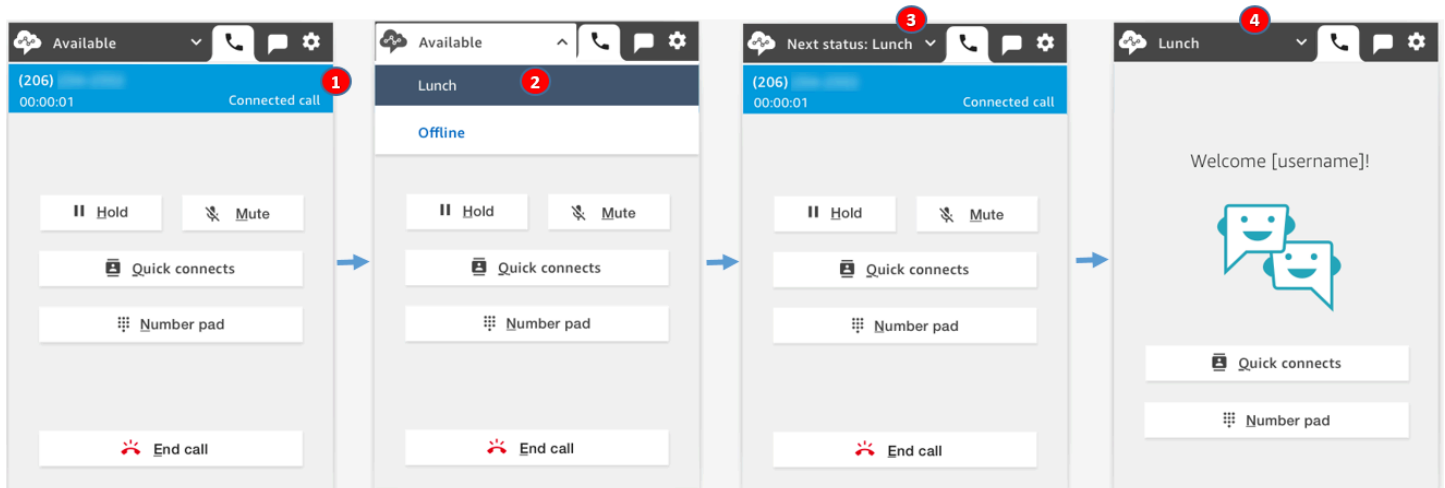 Available
(206)
00:00:01 Connected call
1
Hold
Mute
Quick connects
Number pad
End call
Available
Lunch
2
Offline
Hold
Mute
Quick connects
Number pad
End call
3
Next status: Lunch
(206)
00:00:01 Connected call
Hold
Mute
Quick connects
Number pad
End call
4
Lunch
Welcome [username]!
Quick connects
Number pad